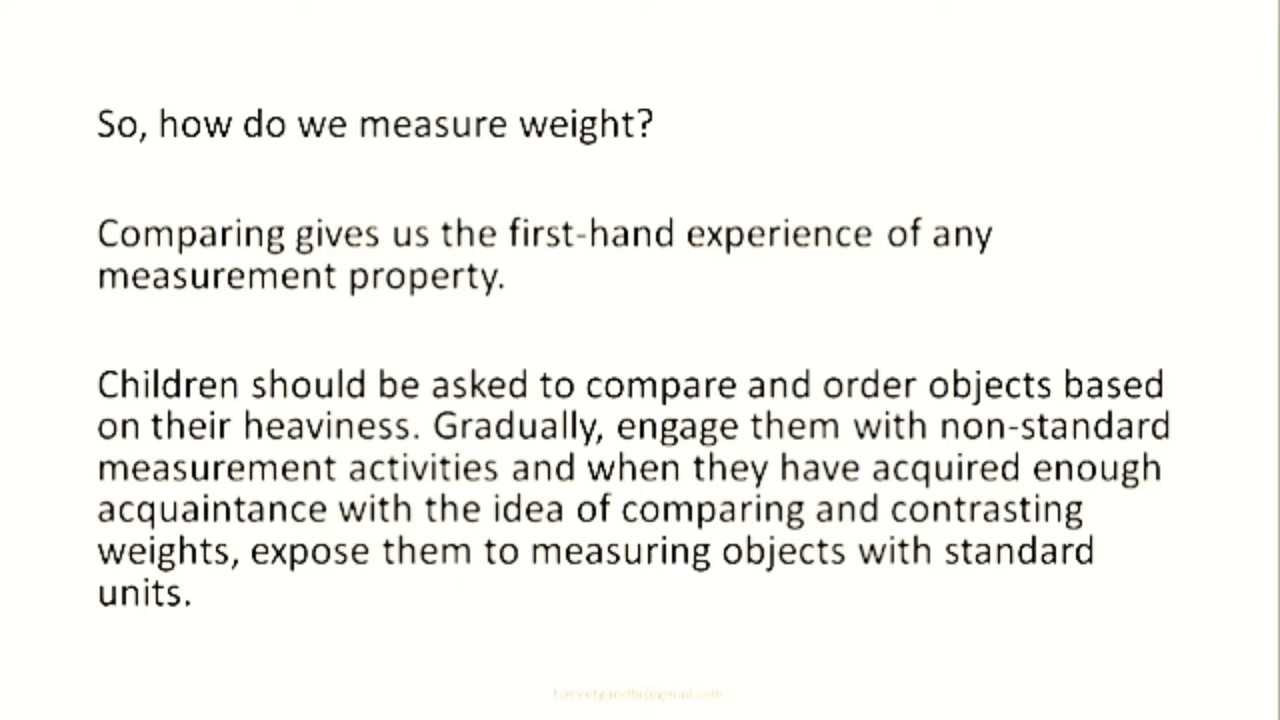 So, how do we measure weight?
Comparing gives us the first-hand experience of any
measurement property.
Children should be asked to compare and order objects based
on their heaviness. Gradually, engage them with non-standard
measurement activities and when they have acquired enough
acquaintance with the idea of comparing and contrasting
weights, expose them to measuring objects with standard
units.